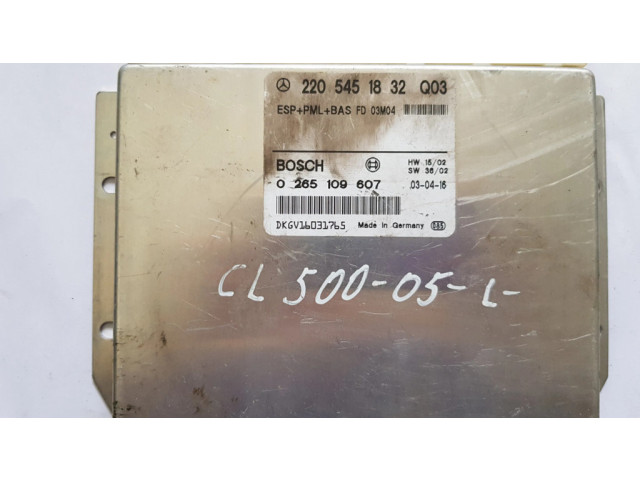 220 545 18 32 Q03
ESP+PML+BAS FD 03M04
BOSCH
HW 15/02
SW 36/02
0 265 109 607
03-04-16
DKGV16031765
Made in Germany
CL 500-05-L-